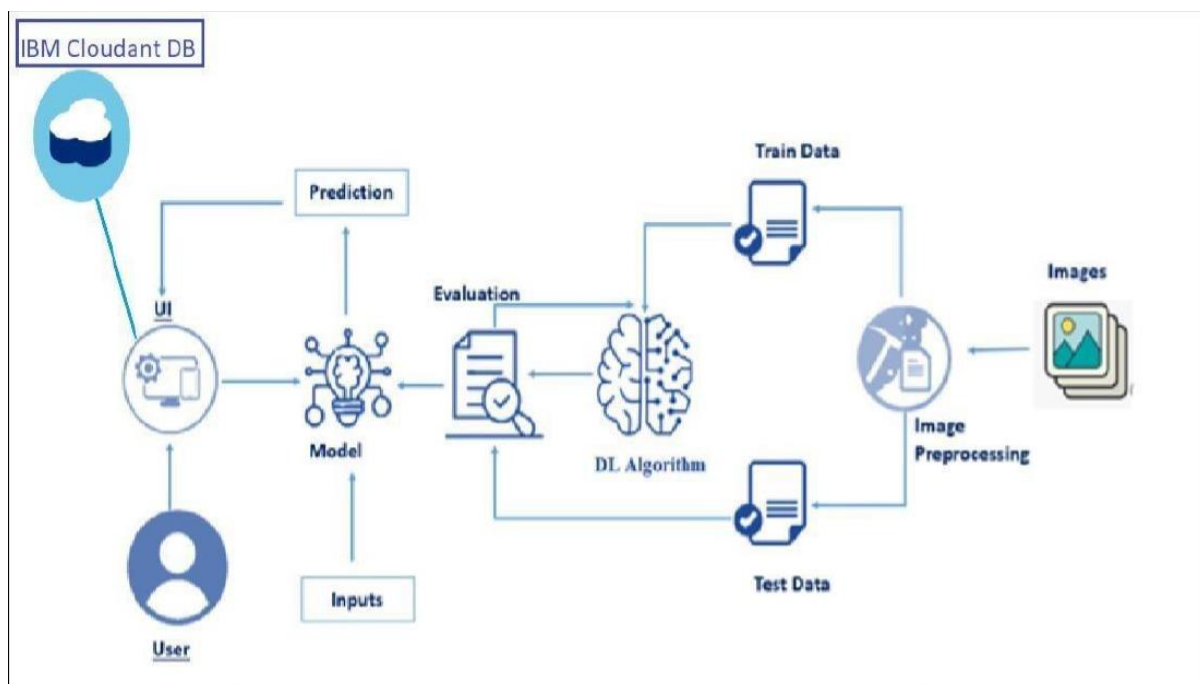 IBM Cloudant DB
Train Data
Prediction
Images
Evaluation
UI
Image
Preprocessing
Model
DL Algorithm
Test Data
Inputs
User